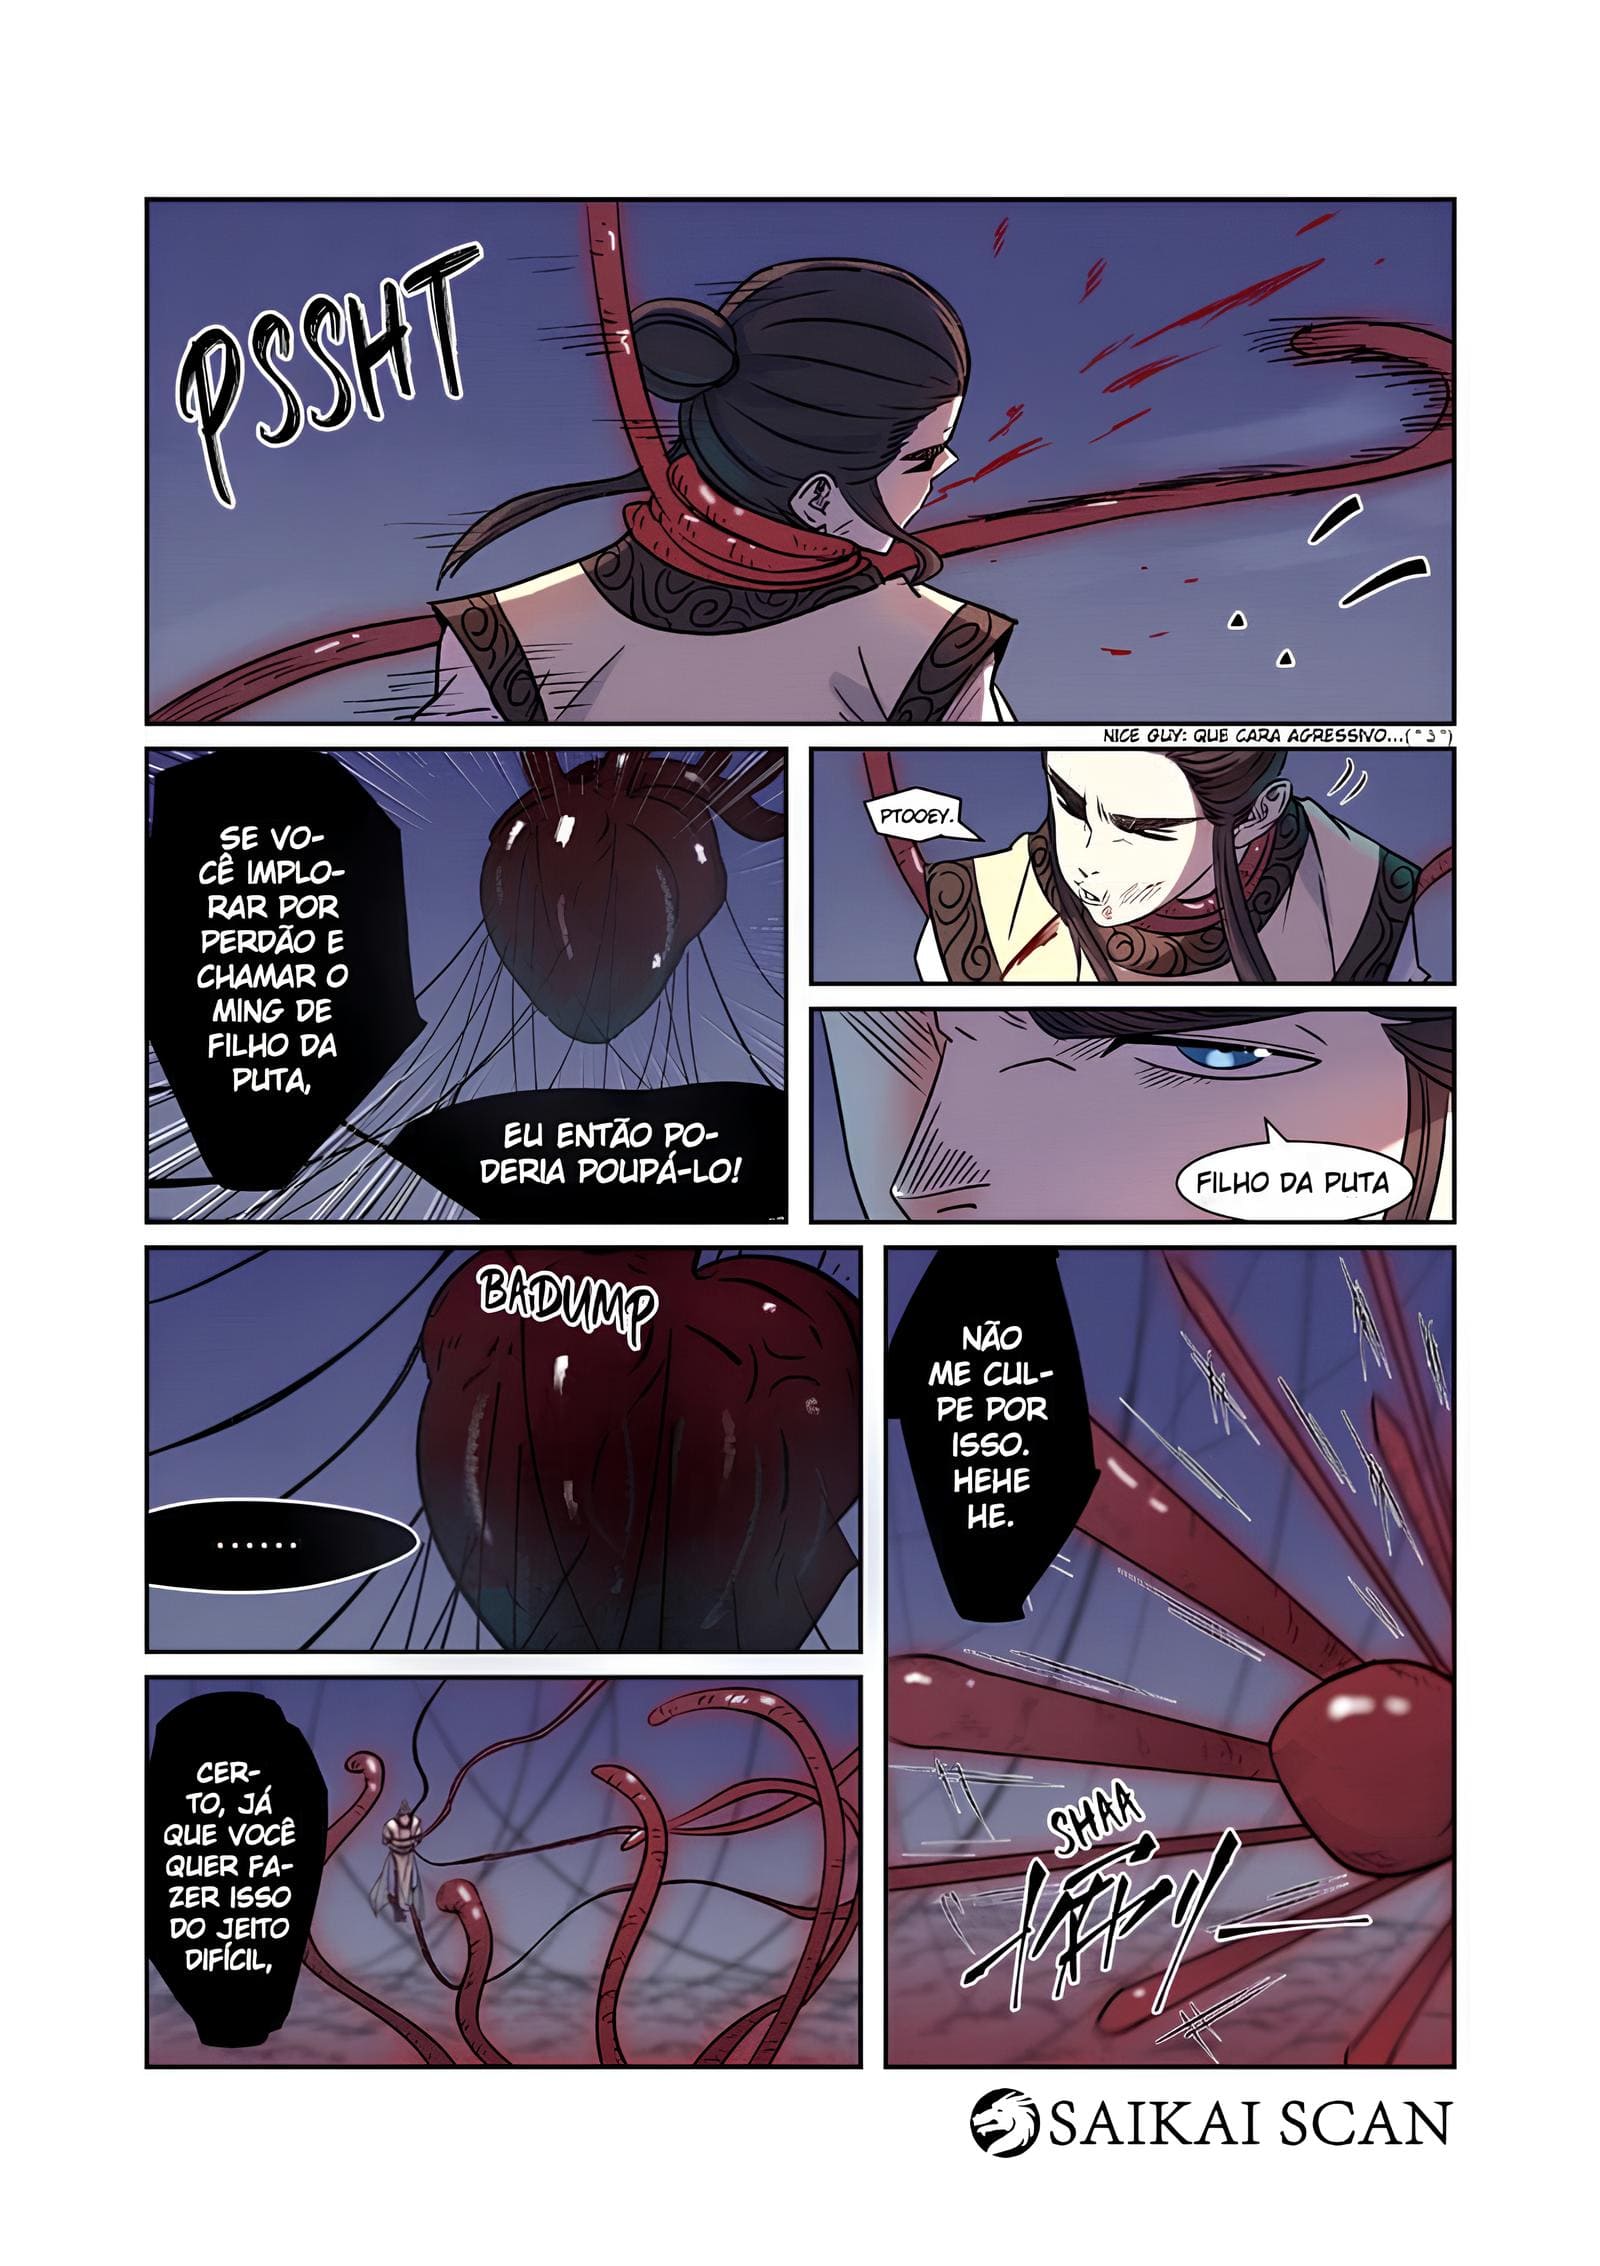 PSSHT
NICE GUY: QUE CARA AGRESSIVO...( ° 3 °)
SE VO-
CÊ IMPLO-
RAR POR
PERDÃO E
CHAMAR O
MING DE
FILHO DA
PUTA,
EU ENTÃO PO-
DERIA POUPÁ-LO!
PTOOEY.
FILHO DA PUTA
BADUMP
......
CER-
TO, JÁ
QUE VOCÊ
QUER FA-
ZER ISSO
DO JEITO
DIFÍCIL,
NÃO
ME CUL-
PE POR
ISSO.
HEHE
HE.
SHAA
SAIKAI SCAN